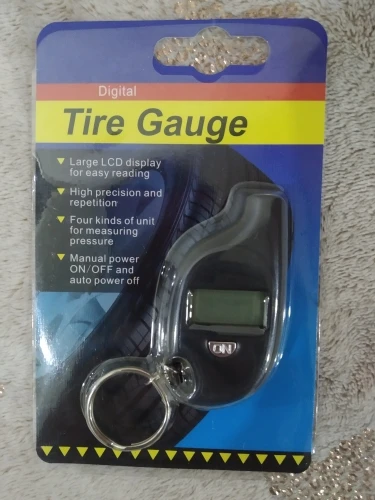 Digital
Tire Gauge
Large LCD display
for easy reading
High precision and
repetition
Four kinds of unit
for measuring
pressure
Manual power
ON/OFF and
auto power off
ON